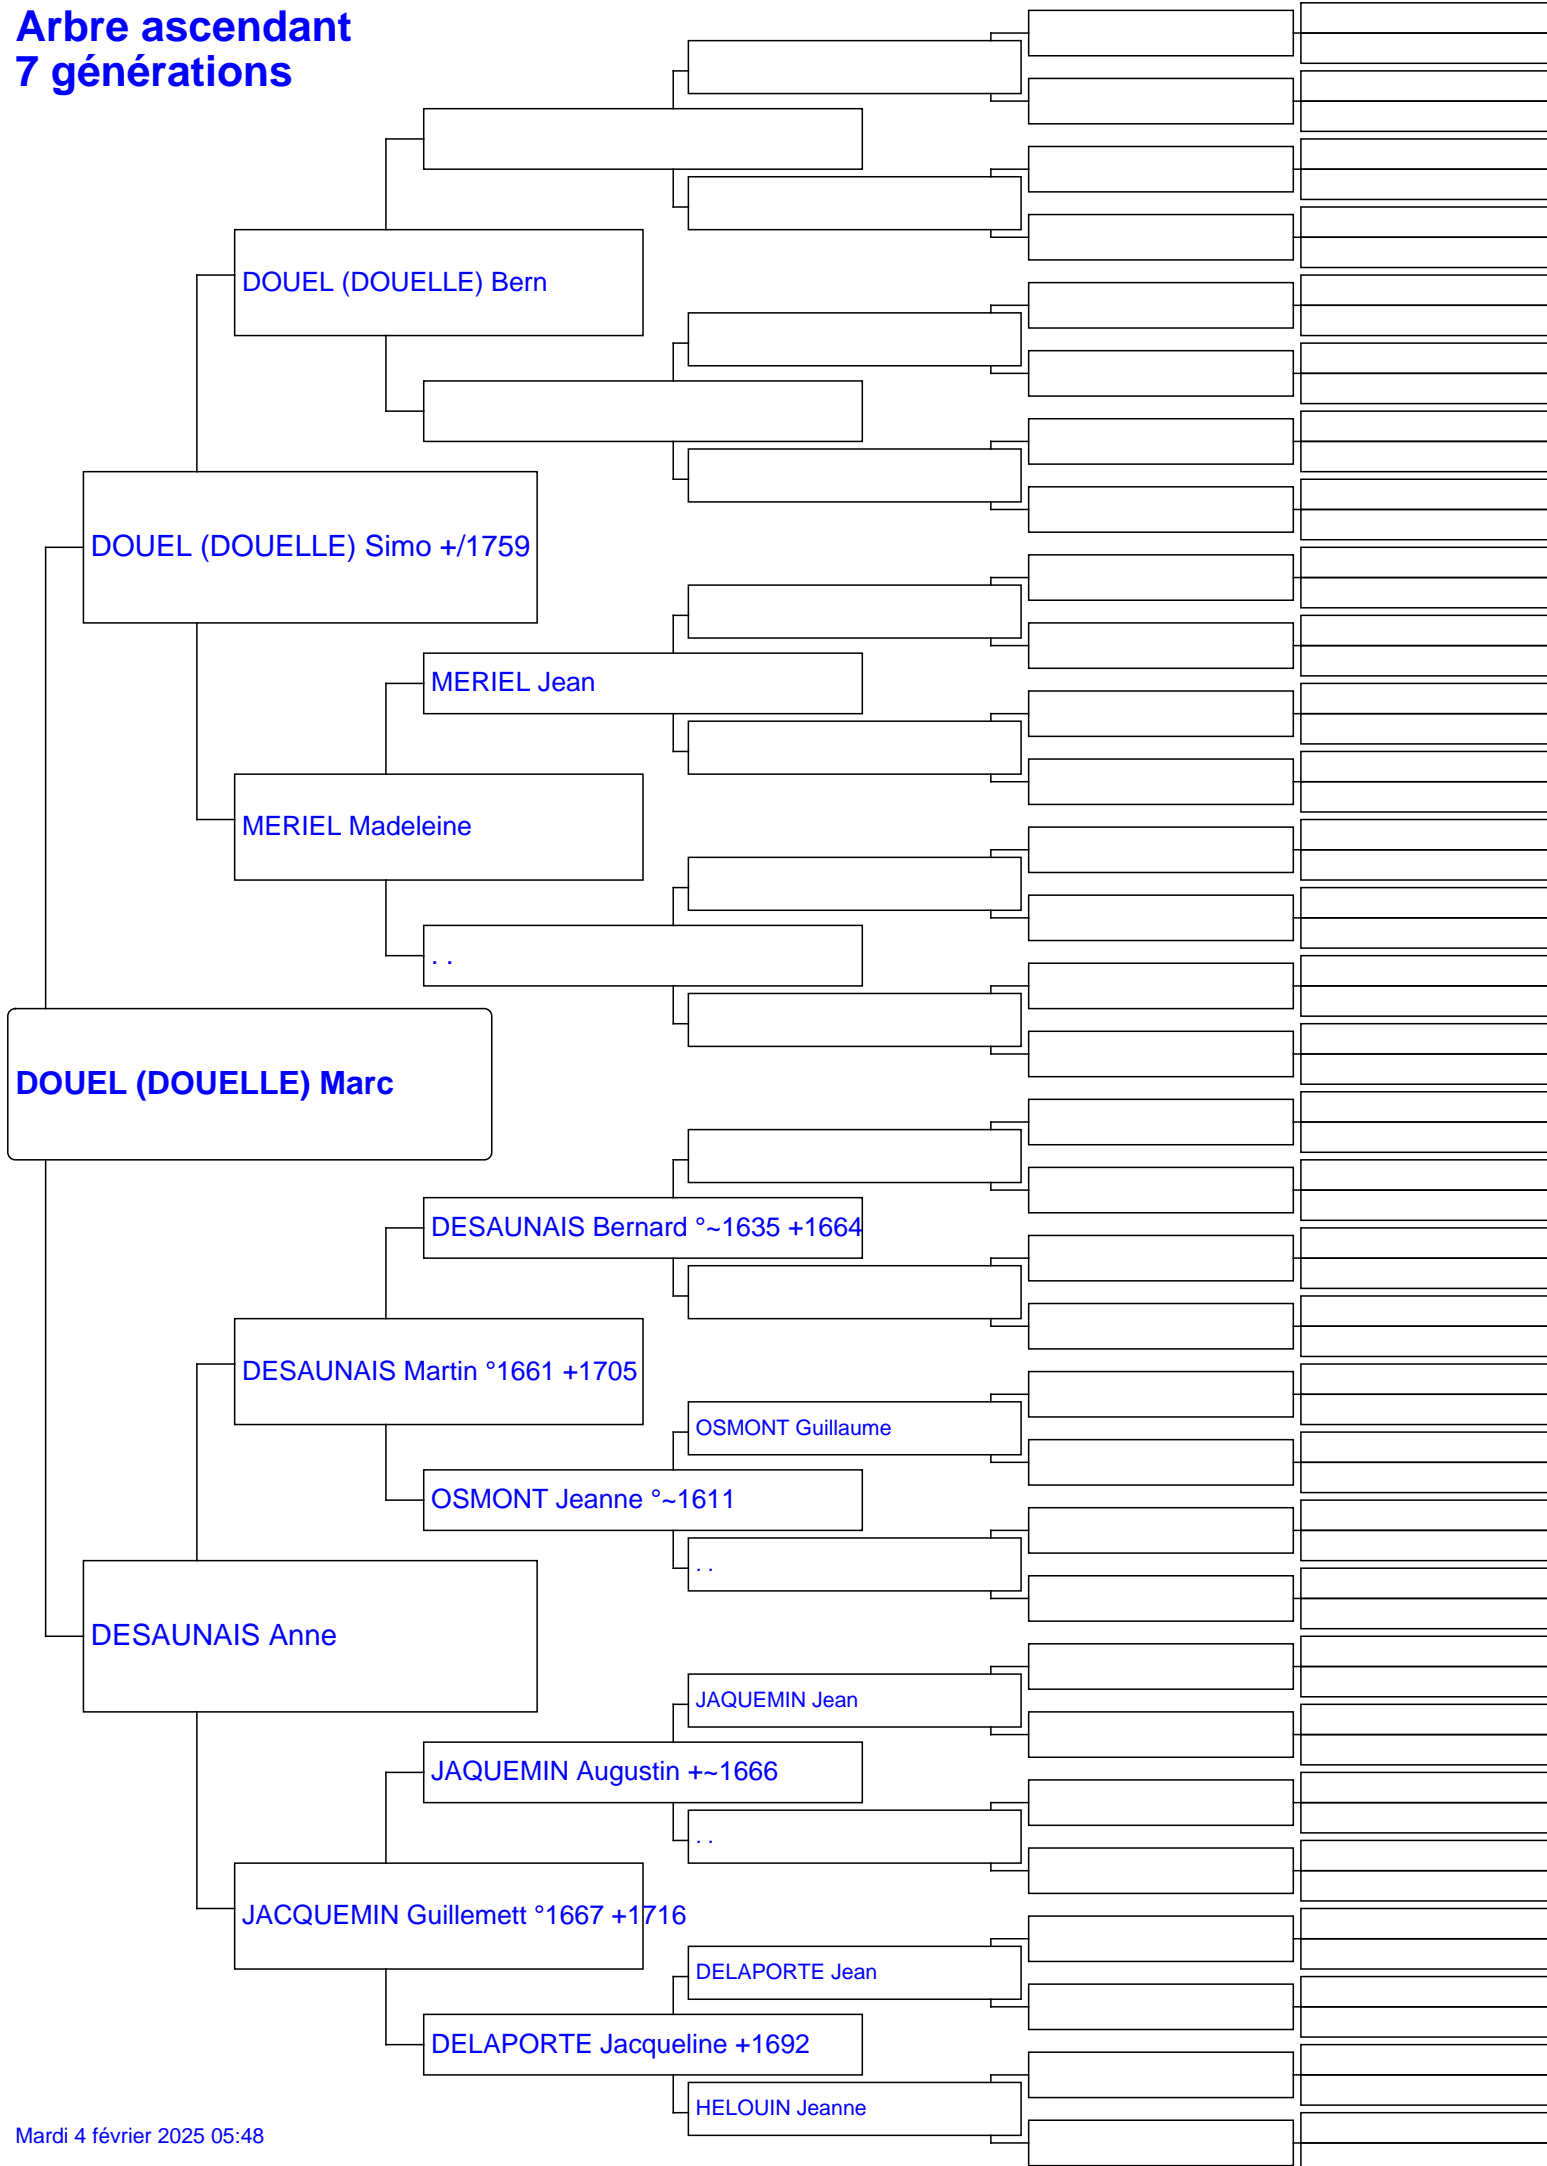 Arbre ascendant
7 générations
DOUEL (DOUELLE) Bern
DOUEL (DOUELLE) Simo +/1759
MERIEL Jean
MERIEL Madeleine
. .
DOUEL (DOUELLE) Marc
DESAUNAIS Bernard °~1635 +1664
DESAUNAIS Martin °1661 +1705
OSMONT Guillaume
OSMONT Jeanne °~1611
. .
DESAUNAIS Anne
JAQUEMIN Jean
JAQUEMIN Augustin +~1666
. .
JACQUEMIN Guillemett °1667 +1716
DELAPORTE Jean
DELAPORTE Jacqueline +1692
HELOUIN Jeanne
Mardi 4 février 2025 05:48